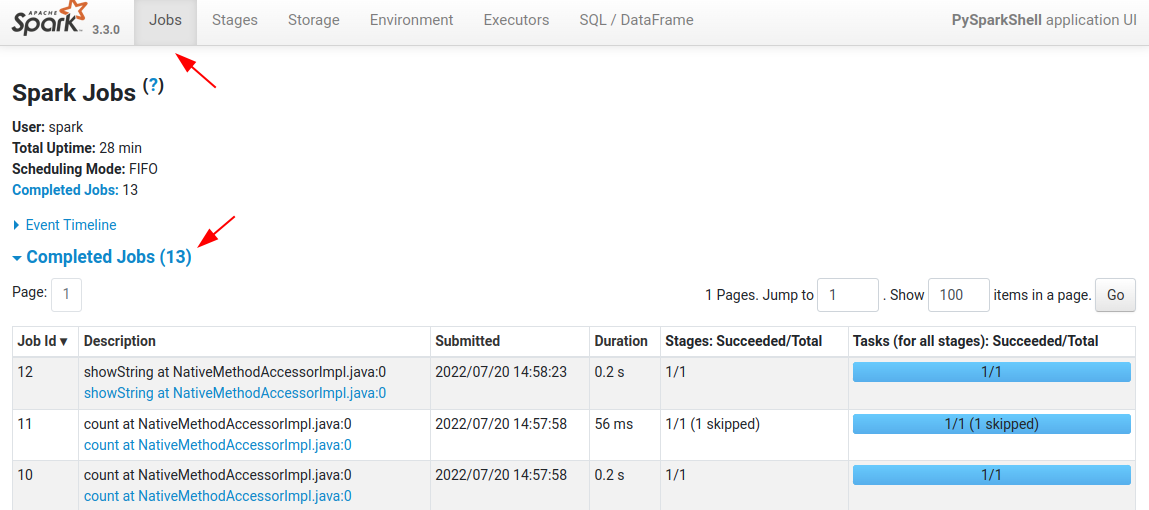 APACHE
Spark 3.3.0 Jobs Stages Storage Environment Executors SQL / DataFrame PySparkShell application UI
Spark Jobs (?)
User: spark
Total Uptime: 28 min
Scheduling Mode: FIFO
Completed Jobs: 13
Event Timeline
Completed Jobs (13)
Page: 1 1 Pages. Jump to 1 . Show 100 items in a page. Go
Job Id ▾ Description Submitted Duration Stages: Succeeded/Total Tasks (for all stages): Succeeded/Total
12 showString at NativeMethodAccessorImpl.java:0 2022/07/20 14:58:23 0.2 s 1/1 1/1
showString at NativeMethodAccessorImpl.java:0
11 count at NativeMethodAccessorImpl.java:0 2022/07/20 14:57:58 56 ms 1/1 (1 skipped) 1/1 (1 skipped)
count at NativeMethodAccessorImpl.java:0
10 count at NativeMethodAccessorImpl.java:0 2022/07/20 14:57:58 0.2 s 1/1 1/1
count at NativeMethodAccessorImpl.java:0